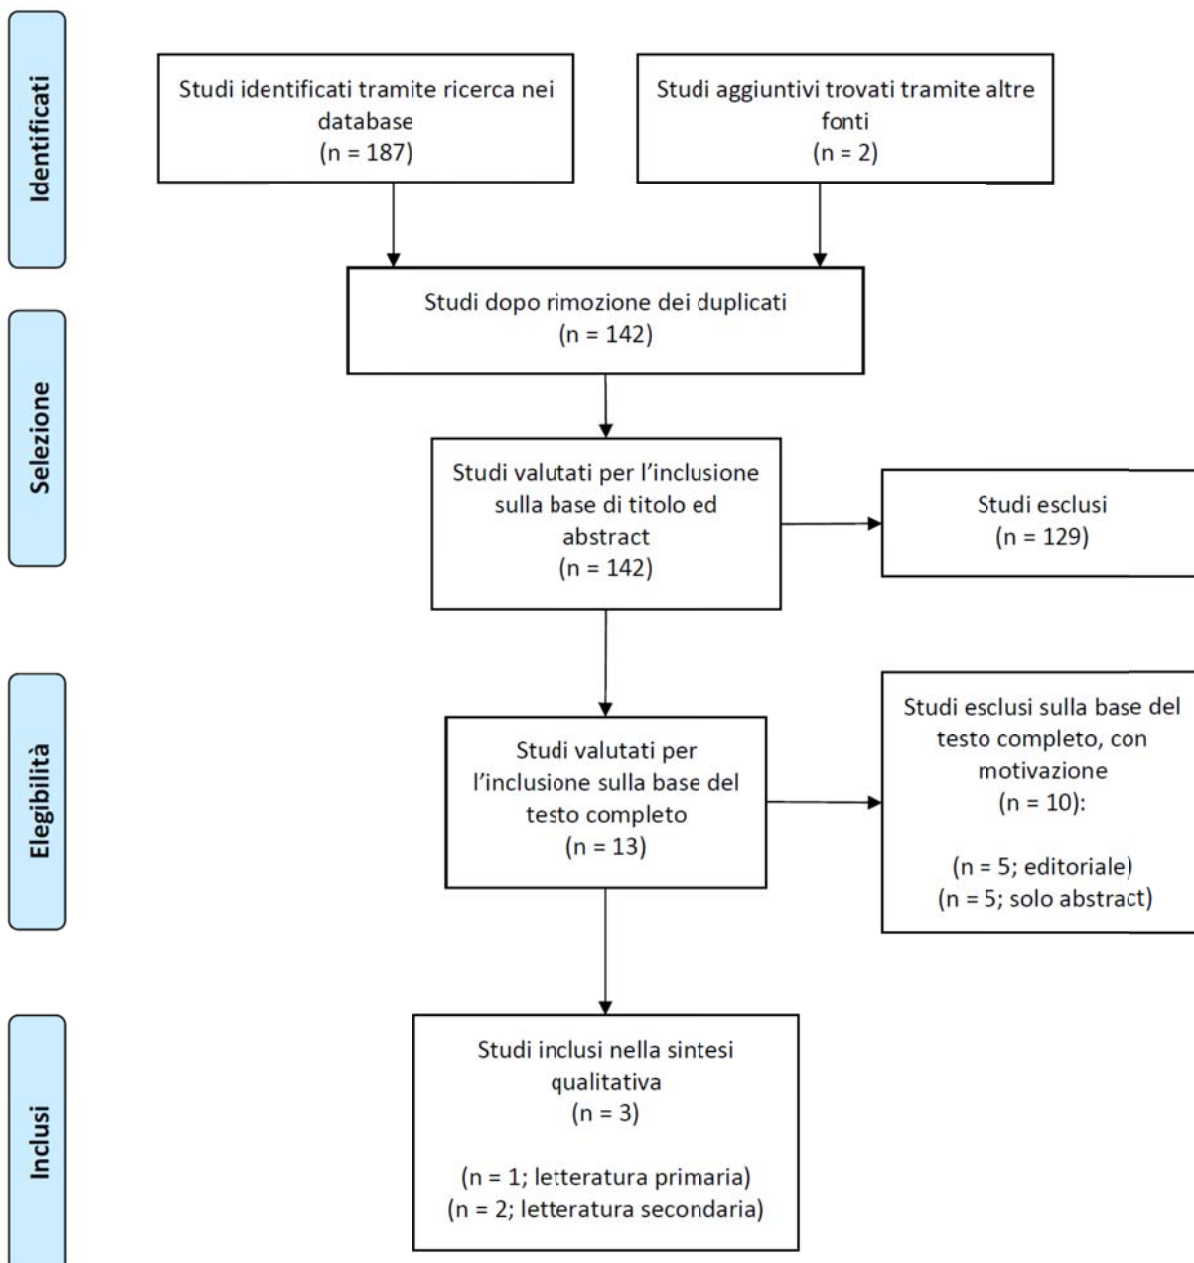 Identificati
Studi identificati tramite ricerca nei
database
(n = 187)
Studi aggiuntivi trovati tramite altre
fonti
(n = 2)
Studi dopo rimozione dei duplicati
(n = 142)
Selezione
Studi valutati per l'inclusione
sulla base di titolo ed
abstract
(n = 142)
Studi esclusi
(n = 129)
Elegibilità
Studi valutati per
l'inclusione sulla base del
testo completo
(n = 13)
Studi esclusi sulla base del
testo completo, con
motivazione
(n = 10):
(n = 5; editoriale)
(n = 5; solo abstract)
Inclusi
Studi inclusi nella sintesi
qualitativa
(n = 3)
(n = 1; letteratura primaria)
(n = 2; letteratura secondaria)